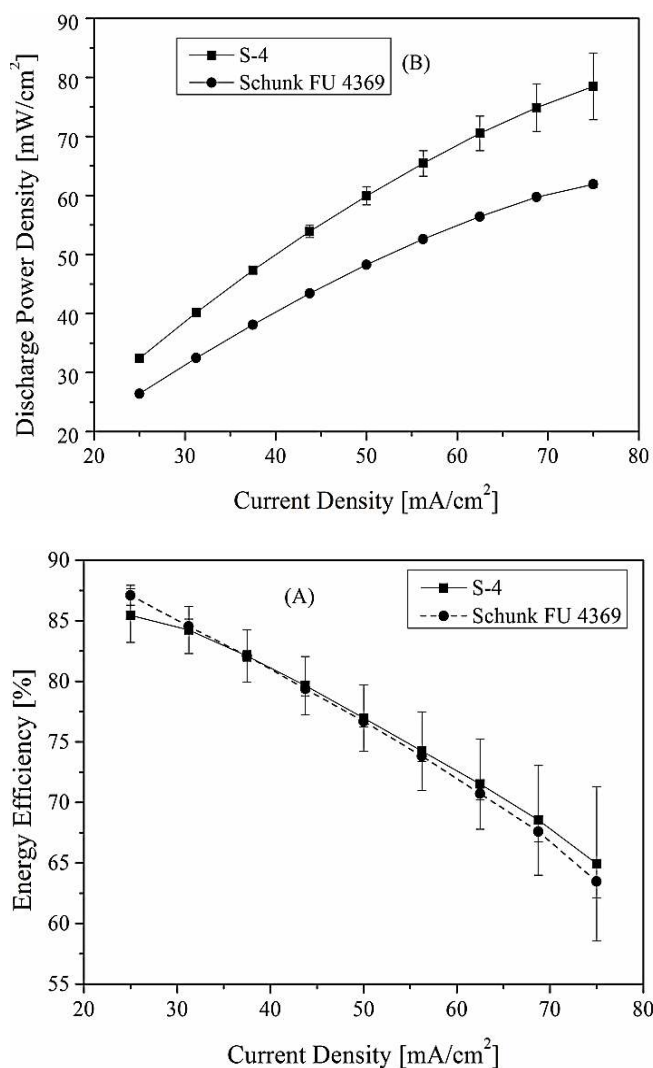 90
80
70
60
50
40
30
20
Discharge Power Density [mW/cm²]
S-4
Schunk FU 4369
(B)
20 30 40 50 60 70 80
Current Density [mA/cm²]
90
85
80
75
70
65
60
55
Energy Efficiency [%]
(A)
S-4
Schunk FU 4369
20 30 40 50 60 70 80
Current Density [mA/cm²]